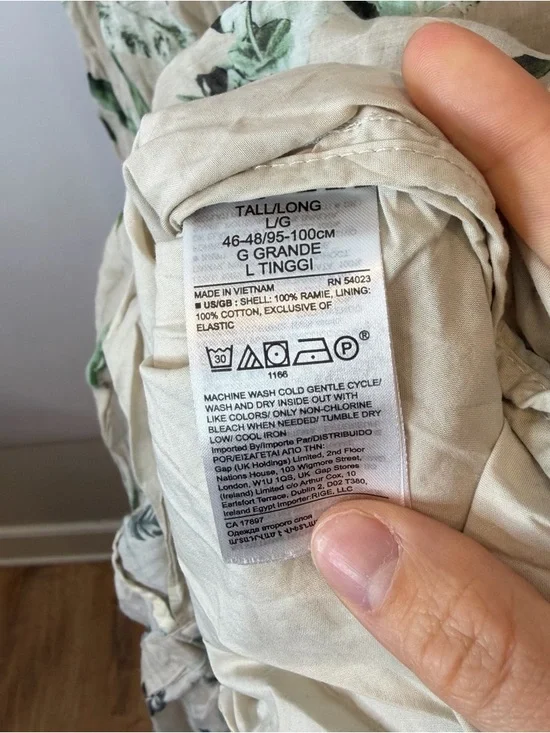 TALL/LONG
L/G
46-48/95-100CM
G GRANDE
L TINGGI
MADE IN VIETNAM RN 54023
■ US/GB : SHELL: 100% RAMIE, LINING:
100% COTTON, EXCLUSIVE OF
ELASTIC
30 P ®
1166
MACHINE WASH COLD GENTLE CYCLE/
WASH AND DRY INSIDE OUT WITH
LIKE COLORS/ ONLY NON-CHLORINE
BLEACH WHEN NEEDED/ TUMBLE DRY
LOW/ COOL IRON
Imported By/Importe Par/DISTRIBUIDO
POR/ΕΙΣΑΓΕΤΑΙ ΑΠΟ ΤΗΝ:
Gap (UK Holdings) Limited, 2nd Floor
Nations House, 103 Wigmore Street,
London, W1U 1QS, UK Gap Stores
(Ireland) Limited c/o Arthur Cox, 10
Earlsfort Terrace, Dublin 2, D02 T380,
Ireland Egypt Importer:RIGE, LLC
CA 17897
Одежда второго слоя